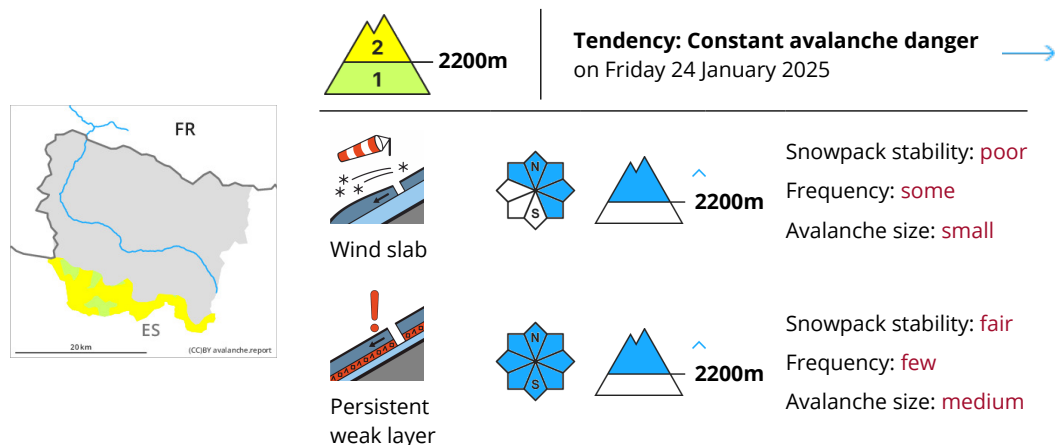 2
2200m
1
Tendency: Constant avalanche danger
on Friday 24 January 2025
FR
ES
20 km
(CC)BY avalanche.report
N
S
2200m
Wind slab
Snowpack stability: poor
Frequency: some
Avalanche size: small
N
S
2200m
Persistent
weak layer
Snowpack stability: fair
Frequency: few
Avalanche size: medium